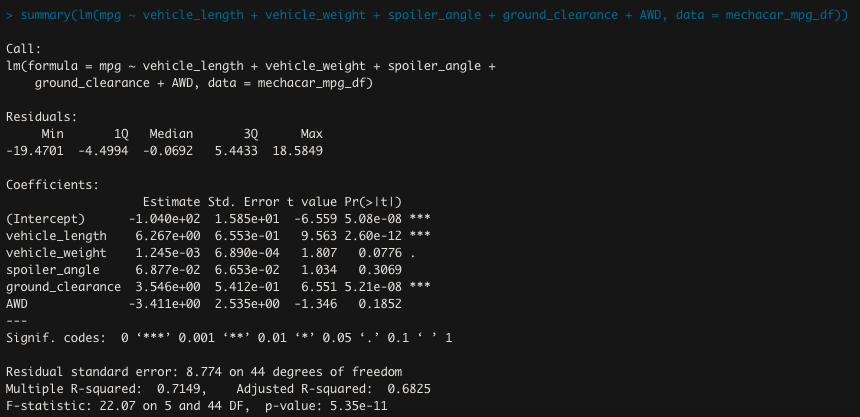 > summary(lm(mpg ~ vehicle_length + vehicle_weight + spoiler_angle + ground_clearance + AWD, data = mechacar_mpg_df))

Call:
lm(formula = mpg ~ vehicle_length + vehicle_weight + spoiler_angle +
    ground_clearance + AWD, data = mechacar_mpg_df)

Residuals:
     Min       1Q   Median       3Q      Max
-19.4701  -4.4994  -0.0692   5.4433  18.5849

Coefficients:
                   Estimate Std. Error t value Pr(>|t|)
(Intercept)      -1.040e+02  1.585e+01  -6.559 5.08e-08 ***
vehicle_length    6.267e+00  6.553e-01   9.563 2.60e-12 ***
vehicle_weight    1.245e-03  6.890e-04   1.807   0.0776 .
spoiler_angle     6.877e-02  6.653e-02   1.034   0.3069
ground_clearance  3.546e+00  5.412e-01   6.551 5.21e-08 ***
AWD              -3.411e+00  2.535e+00  -1.346   0.1852
---
Signif. codes:  0 ‘***’ 0.001 ‘**’ 0.01 ‘*’ 0.05 ‘.’ 0.1 ‘ ’ 1

Residual standard error: 8.774 on 44 degrees of freedom
Multiple R-squared:  0.7149,    Adjusted R-squared:  0.6825
F-statistic: 22.07 on 5 and 44 DF,  p-value: 5.35e-11